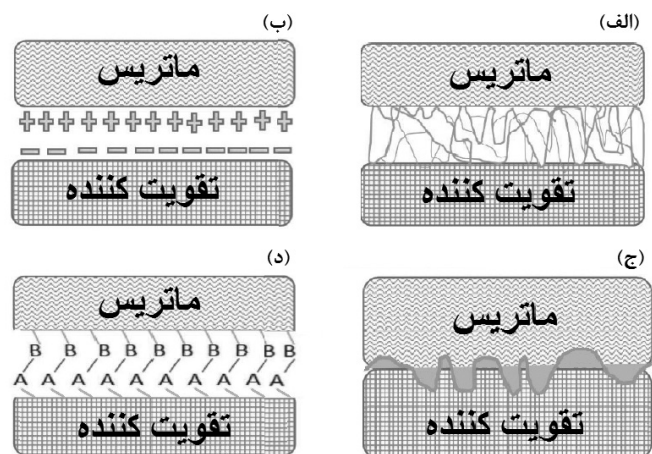 (الف)
ماتریس
تقویت کننده
(ب)
ماتریس
تقویت کننده
(ج)
ماتریس
تقویت کننده
(د)
ماتریس
B B B B B B B B B
A A A A A A A A A
تقویت کننده